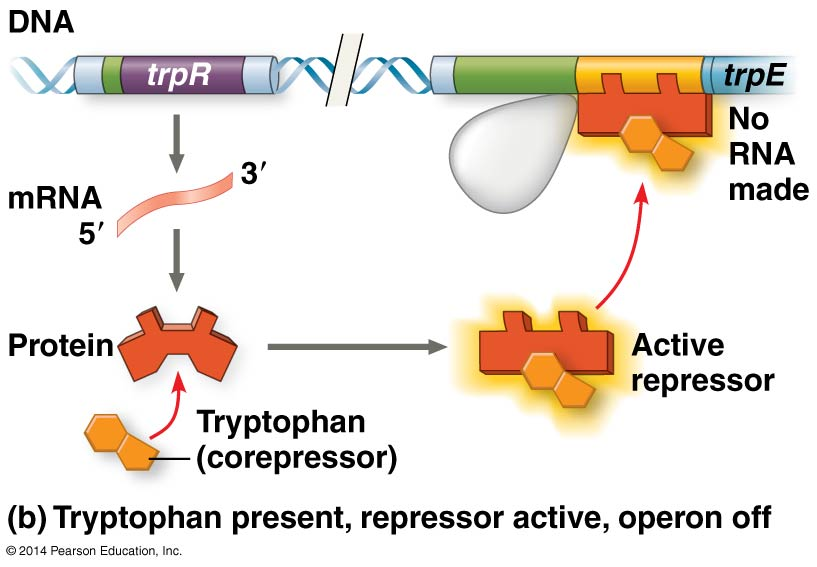 DNA
trpR
trpE
No
RNA
made
mRNA
3′
5′
Protein
Active
repressor
Tryptophan
(corepressor)
(b) Tryptophan present, repressor active, operon off
© 2014 Pearson Education, Inc.